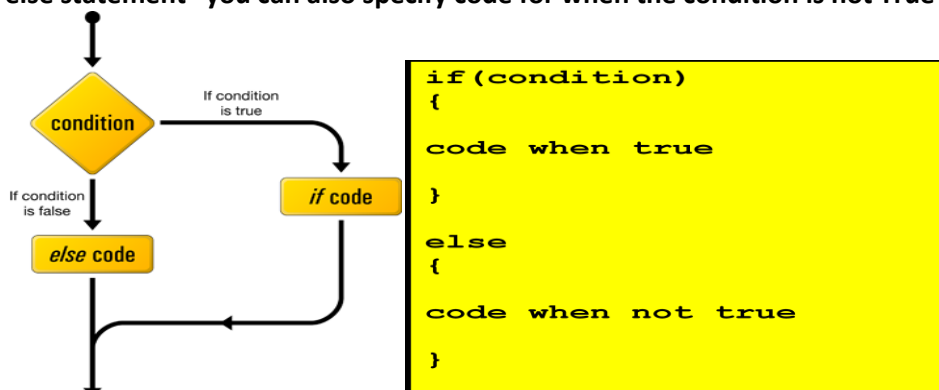 else statement- you can also specify code for when the condition is not True
condition
If condition
is true
If condition
is false
if code
else code
if(condition)
{
code when true
}
else
{
code when not true
}